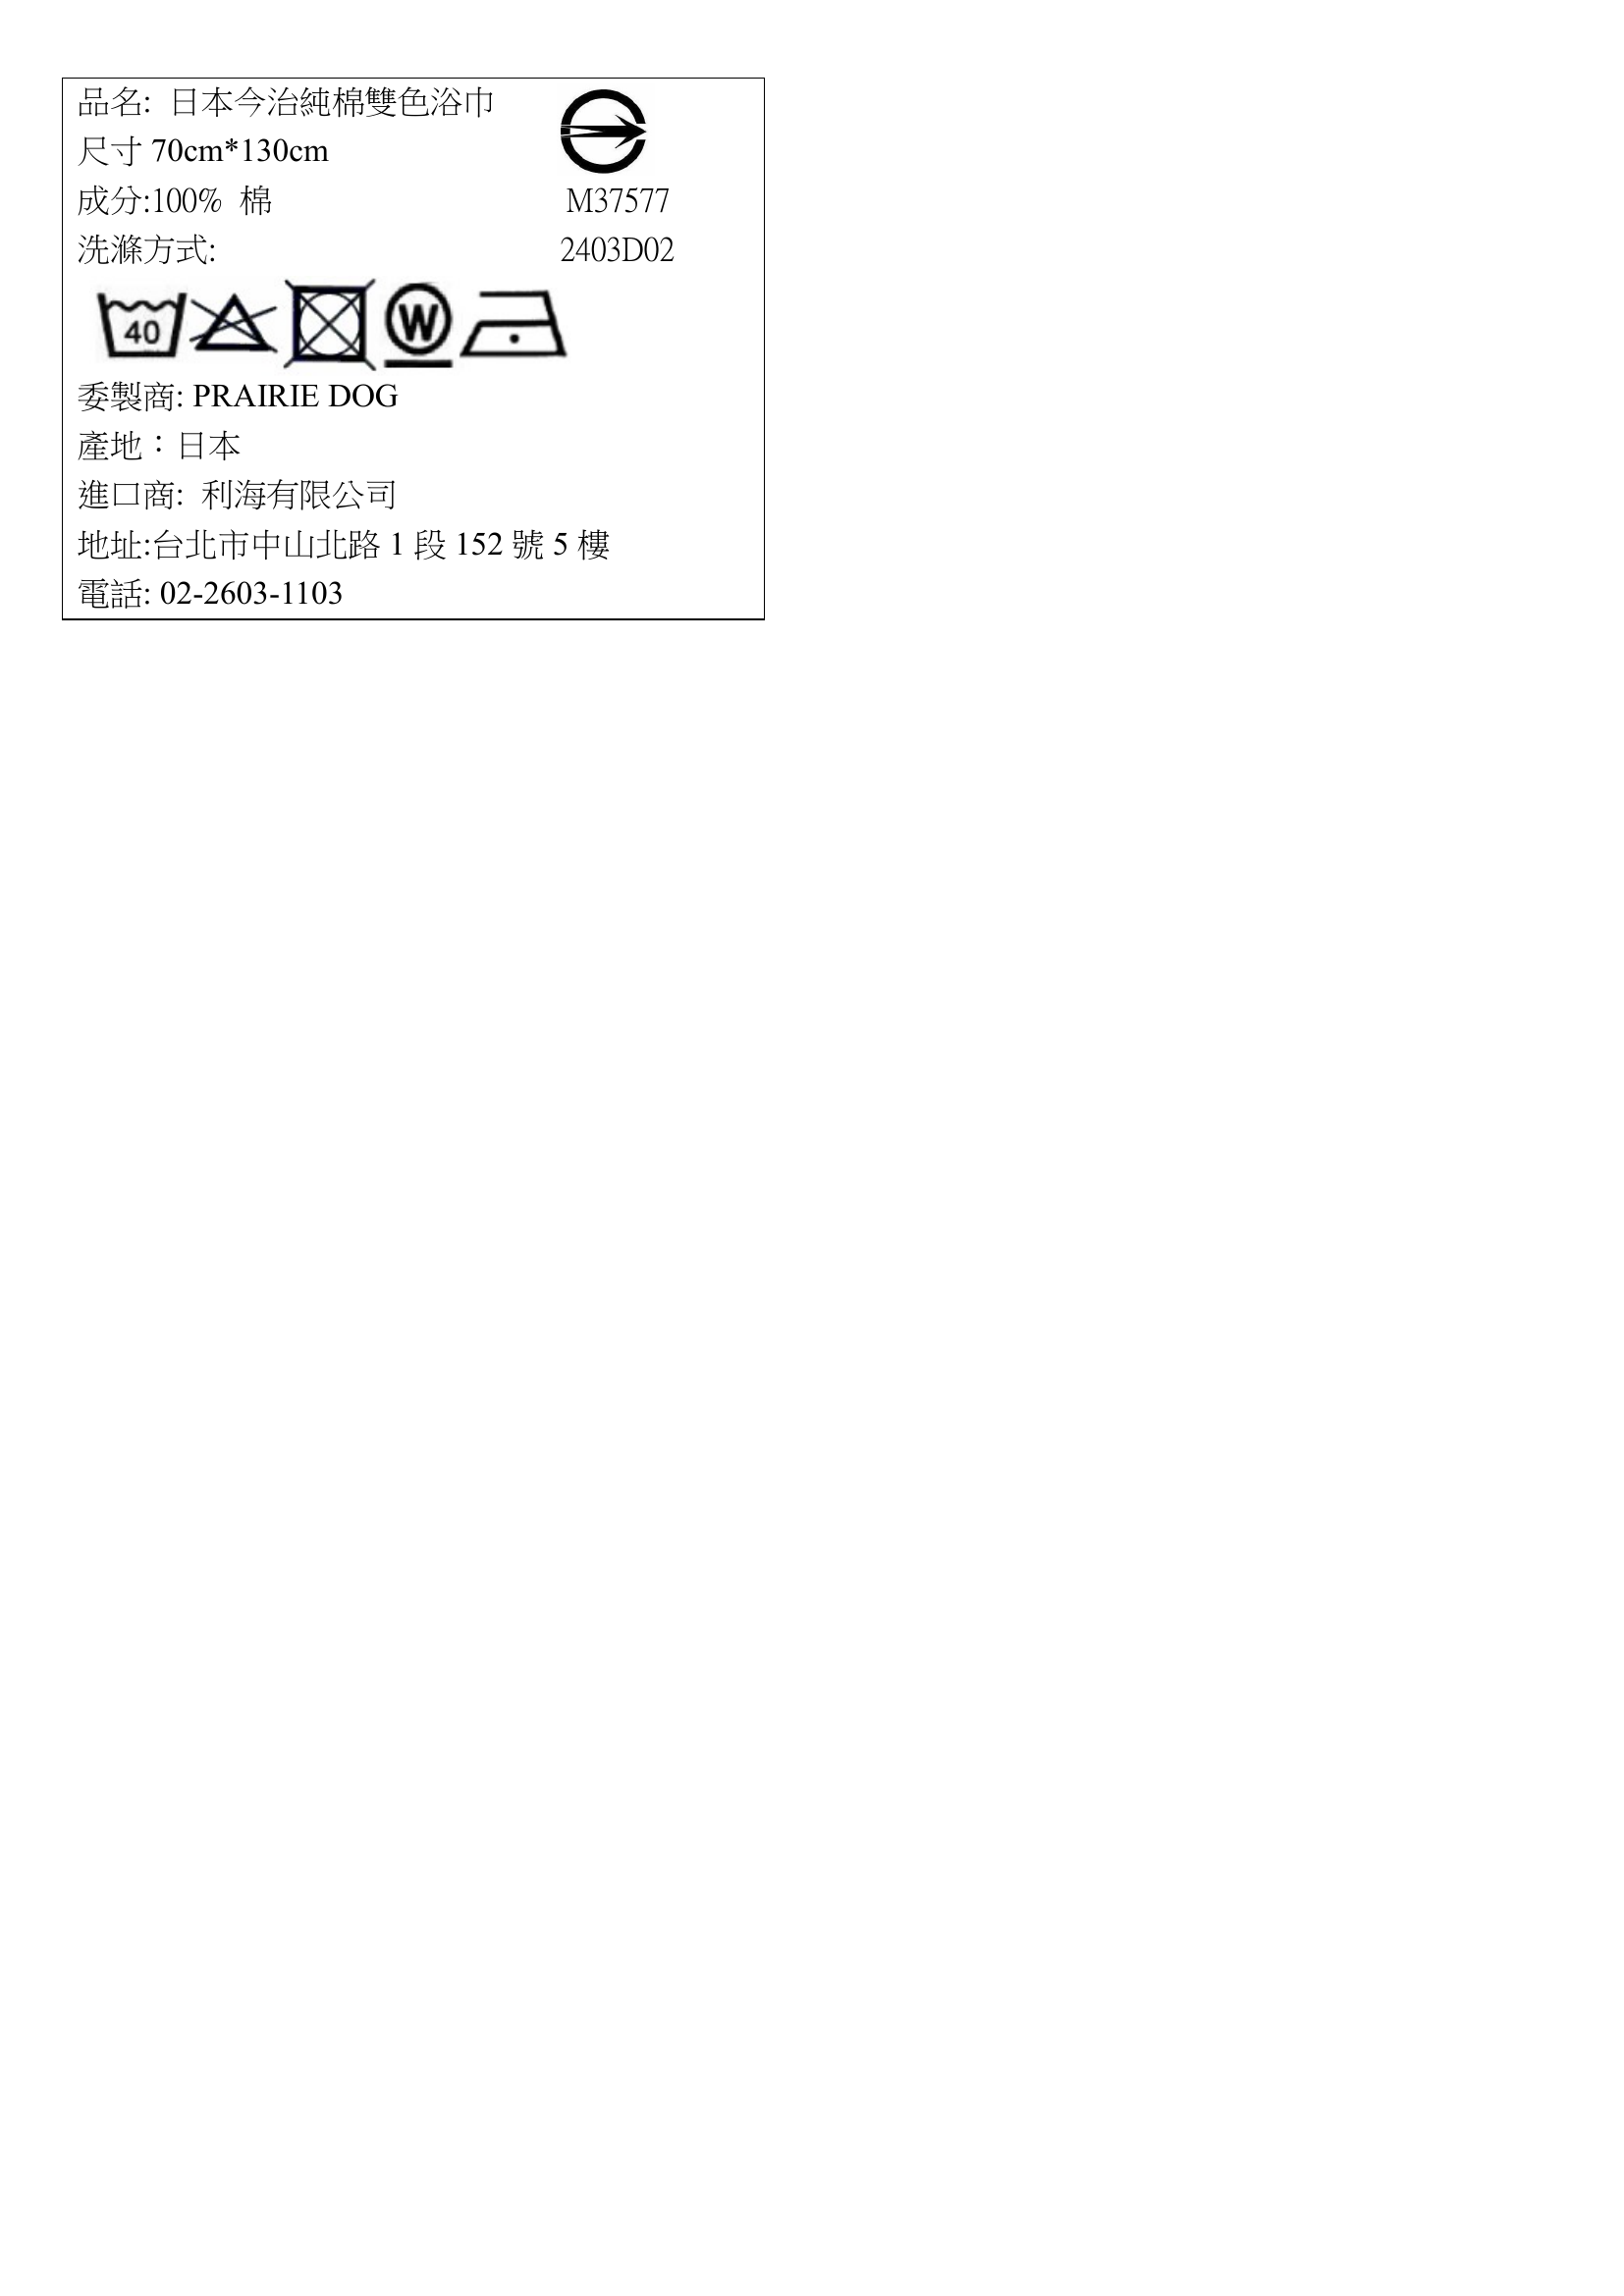 品名: 日本今治純棉雙色浴巾
尺寸 70cm*130cm
成分:100% 棉
M37577
洗滌方式:
2403D02
40
W
委製商: PRAIRIE DOG
產地：日本
進口商: 利海有限公司
地址:台北市中山北路 1 段 152 號 5 樓
電話: 02-2603-1103